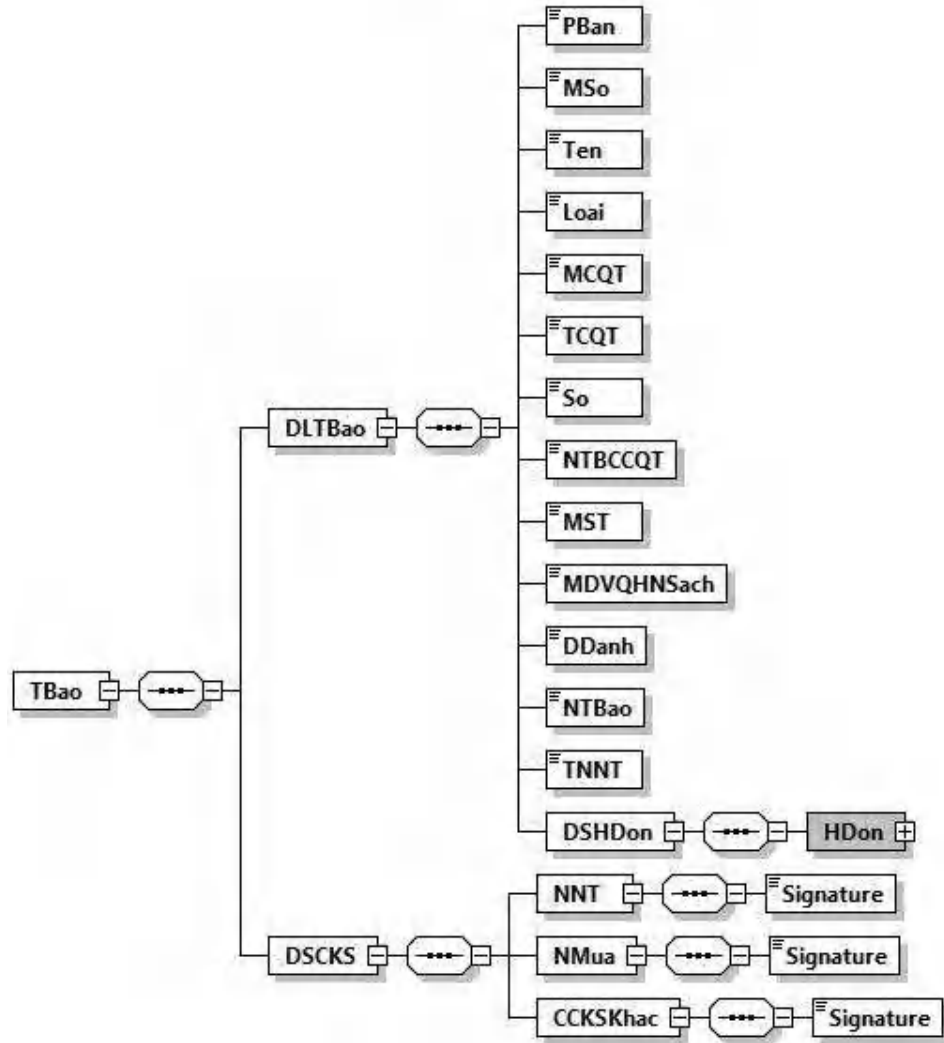 PBan
MSo
Ten
Loai
MCQT
TCQT
So
DLTBao
NTBCCQT
MST
MDVQHNSach
DDanh
TBao
NTBao
TNNT
DSHDon HDon
NNT Signature
DSCKS NMua Signature
CCKSKhac Signature